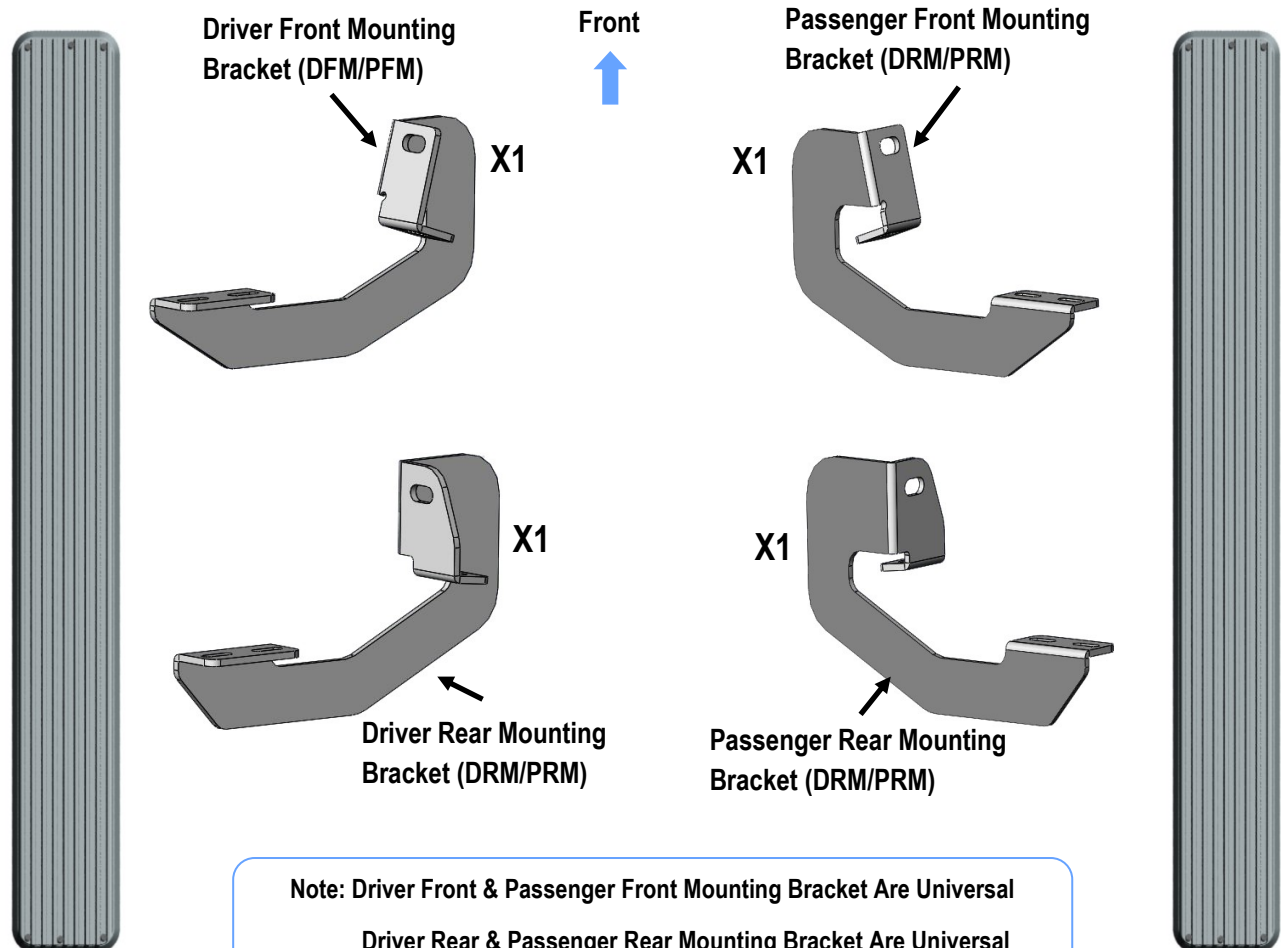 Driver Front Mounting
Bracket (DFM/PFM)
Front
Passenger Front Mounting
Bracket (DRM/PRM)
X1
X1
X1
X1
Driver Rear Mounting
Bracket (DRM/PRM)
Passenger Rear Mounting
Bracket (DRM/PRM)
Note: Driver Front & Passenger Front Mounting Bracket Are Universal
Driver Rear & Passenger Rear Mounting Bracket Are Universal